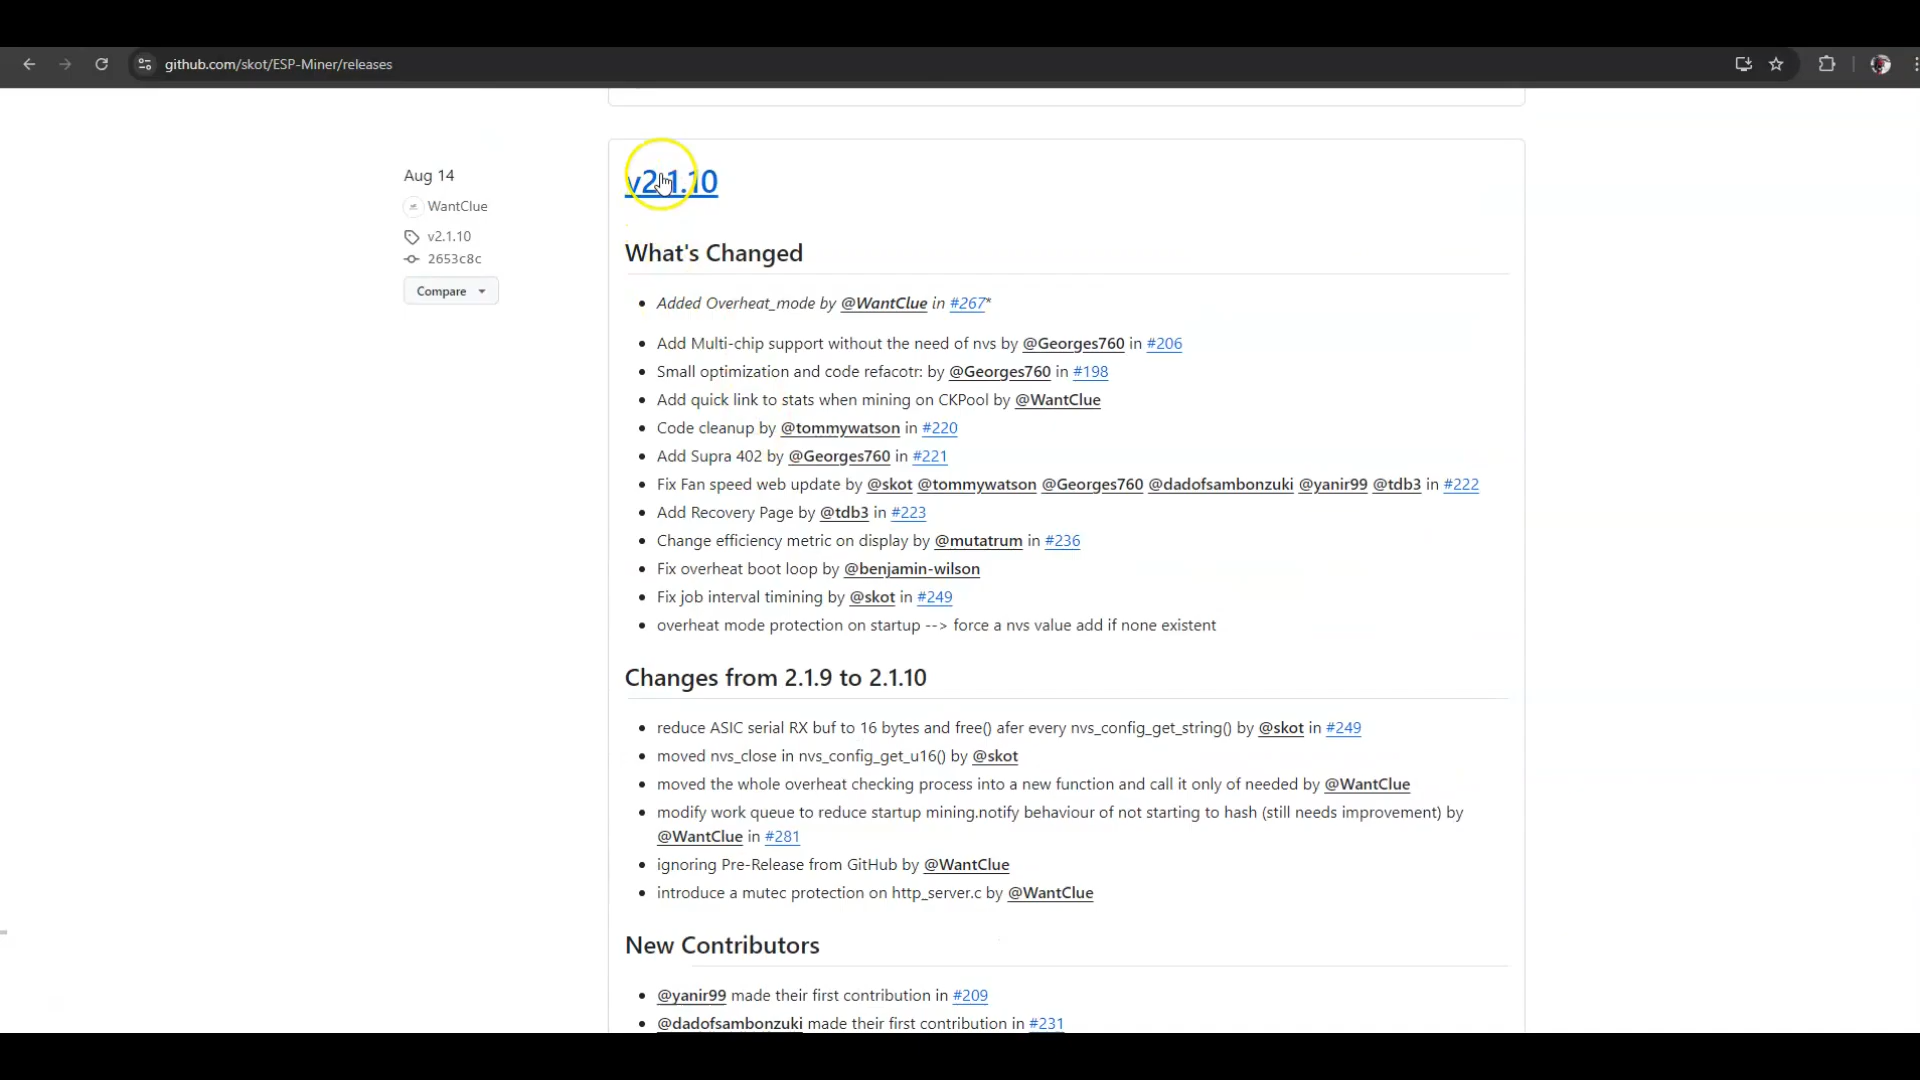 github.com/skot/ESP-Miner/releases
Aug 14
WantClue
v2.1.10
2653c8c
Compare
v2.1.10
What's Changed
Added Overheat_mode by @WantClue in #267*
Add Multi-chip support without the need of nvs by @Georges760 in #206
Small optimization and code refacotr: by @Georges760 in #198
Add quick link to stats when mining on CKPool by @WantClue
Code cleanup by @tommywatson in #220
Add Supra 402 by @Georges760 in #221
Fix Fan speed web update by @skot @tommywatson @Georges760 @dadofsambonzuki @yanir99 @tdb3 in #222
Add Recovery Page by @tdb3 in #223
Change efficiency metric on display by @mutatrum in #236
Fix overheat boot loop by @benjamin-wilson
Fix job interval timining by @skot in #249
overheat mode protection on startup --> force a nvs value add if none existent
Changes from 2.1.9 to 2.1.10
reduce ASIC serial RX buf to 16 bytes and free() afer every nvs_config_get_string() by @skot in #249
moved nvs_close in nvs_config_get_u16() by @skot
moved the whole overheat checking process into a new function and call it only of needed by @WantClue
modify work queue to reduce startup mining.notify behaviour of not starting to hash (still needs improvement) by
@WantClue in #281
ignoring Pre-Release from GitHub by @WantClue
introduce a mutec protection on http_server.c by @WantClue
New Contributors
@yanir99 made their first contribution in #209
@dadofsambonzuki made their first contribution in #231